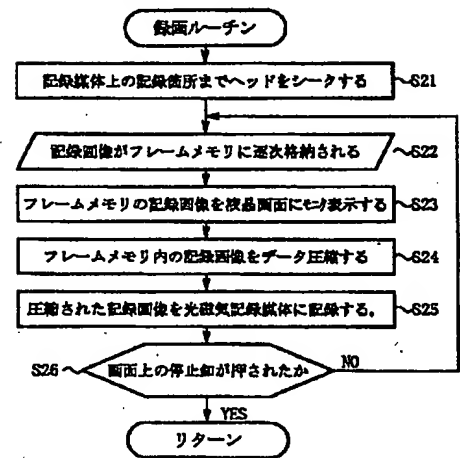 録画ルーチン
記録媒体上の記録箇所までヘッドをシークする
S21
記録画像がフレームメモリに逐次格納される
S22
フレームメモリの記録画像を液晶画面にモニタ表示する
S23
フレームメモリ内の記録画像をデータ圧縮する
S24
圧縮された記録画像を光磁気記録媒体に記録する。
S25
S26
画面上の停止釦が押されたか
NO
YES
リターン